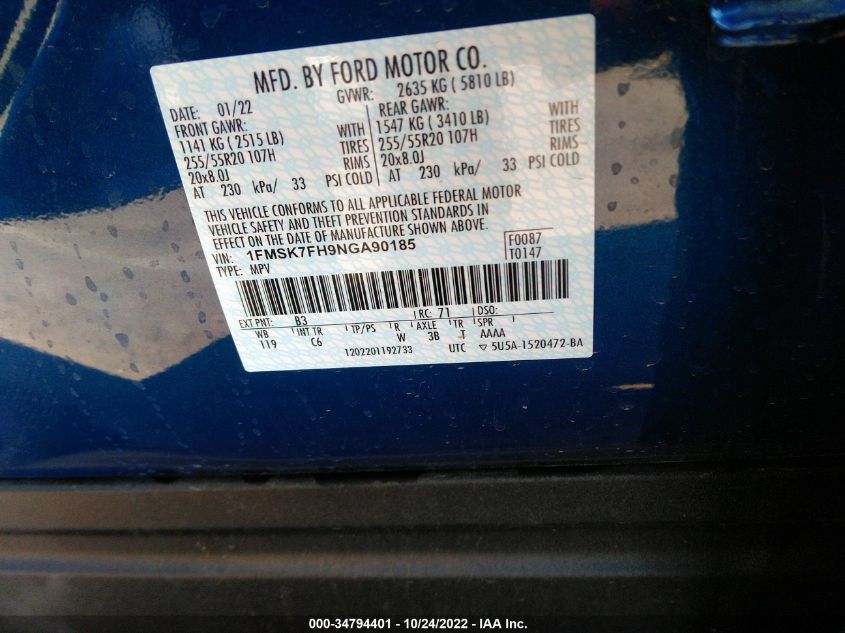 MFD. BY FORD MOTOR CO.
DATE: 01/22 GVWR: 2635 KG ( 5810 LB)
FRONT GAWR: REAR GAWR:
1141 KG ( 2515 LB) WITH 1547 KG ( 3410 LB) WITH
255/55R20 107H TIRES 255/55R20 107H TIRES
20x8.0J RIMS 20x8.0J RIMS
AT 230 kPa/ 33 PSI COLD AT 230 kPa/ 33 PSI COLD
THIS VEHICLE CONFORMS TO ALL APPLICABLE FEDERAL MOTOR
VEHICLE SAFETY AND THEFT PREVENTION STANDARDS IN
EFFECT ON THE DATE OF MANUFACTURE SHOWN ABOVE.
VIN: 1FMSK7FH9NGA90185 F0087
TYPE: MPV T0147
EXT PNT: B3 RC: 71 DSO:
WB INT TR TP/PS R AXLE TR SPR
119 C6 W 3B T AAAA
1202201192733 UTC ▽ 5U5A-1520472-BA
000-34794401 - 10/24/2022 - IAA Inc.